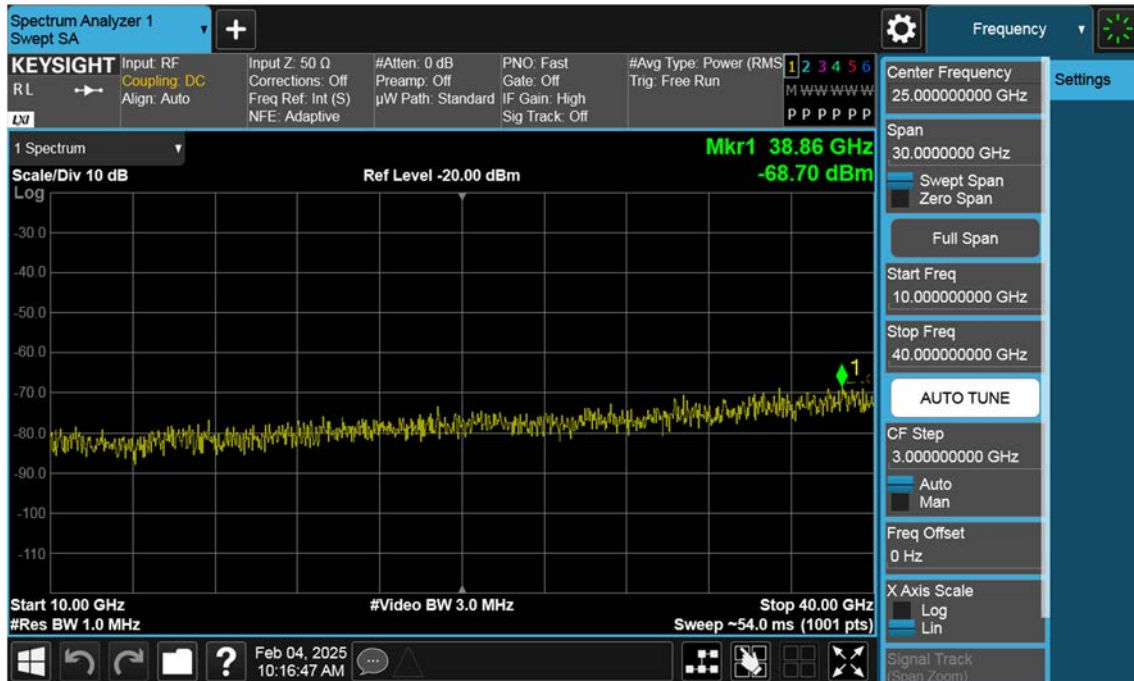 Spectrum Analyzer 1
Swept SA
Frequency
KEYSIGHT
RL
LXI
Input: RF
Coupling: DC
Align: Auto
Input Z: 50 Ω
Corrections: Off
Freq Ref: Int (S)
NFE: Adaptive
#Atten: 0 dB
Preamp: Off
µW Path: Standard
PNO: Fast
Gate: Off
IF Gain: High
Sig Track: Off
#Avg Type: Power (RMS
Trig: Free Run
1 2 3 4 5 6
M W W W W W
P P P P P P
1 Spectrum
Scale/Div 10 dB
Ref Level -20.00 dBm
Mkr1 38.86 GHz
-68.70 dBm
Log
-30.0
-40.0
-50.0
-60.0
-70.0
-80.0
-90.0
-100
-110
1
Start 10.00 GHz
#Res BW 1.0 MHz
#Video BW 3.0 MHz
Stop 40.00 GHz
Sweep ~54.0 ms (1001 pts)
Center Frequency
25.000000000 GHz
Span
30.0000000 GHz
Swept Span
Zero Span
Full Span
Start Freq
10.000000000 GHz
Stop Freq
40.000000000 GHz
AUTO TUNE
CF Step
3.000000000 GHz
Auto
Man
Freq Offset
0 Hz
X Axis Scale
Log
Lin
Signal Track
(Span Zoom)
Settings
?
Feb 04, 2025
10:16:47 AM